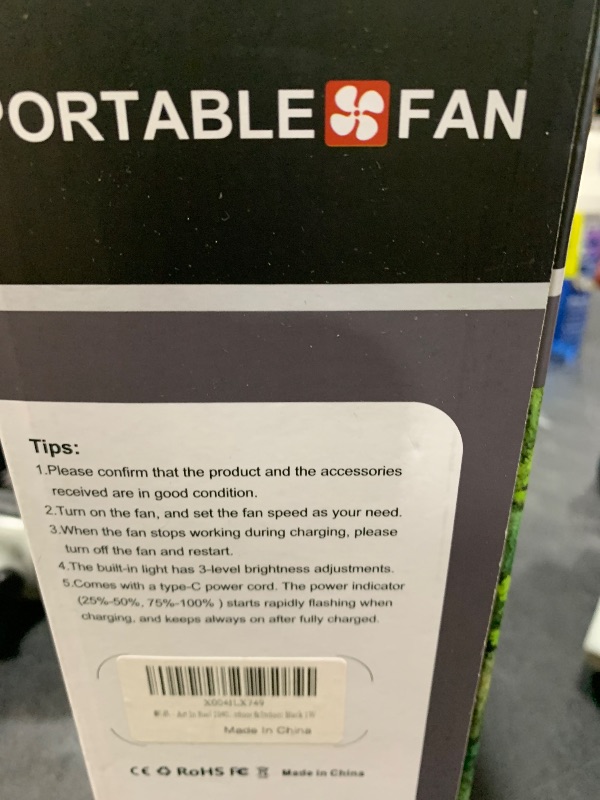 PORTABLE FAN
Tips:
1.Please confirm that the product and the accessories
received are in good condition.
2.Turn on the fan, and set the fan speed as your need.
3.When the fan stops working during charging, please
turn off the fan and restart.
4.The built-in light has 3-level brightness adjustments.
5.Comes with a type-C power cord. The power indicator
(25%-50%, 75%-100% ) starts rapidly flashing when
charging, and keeps always on after fully charged.
Made In China
CE RoHS FC Made in China